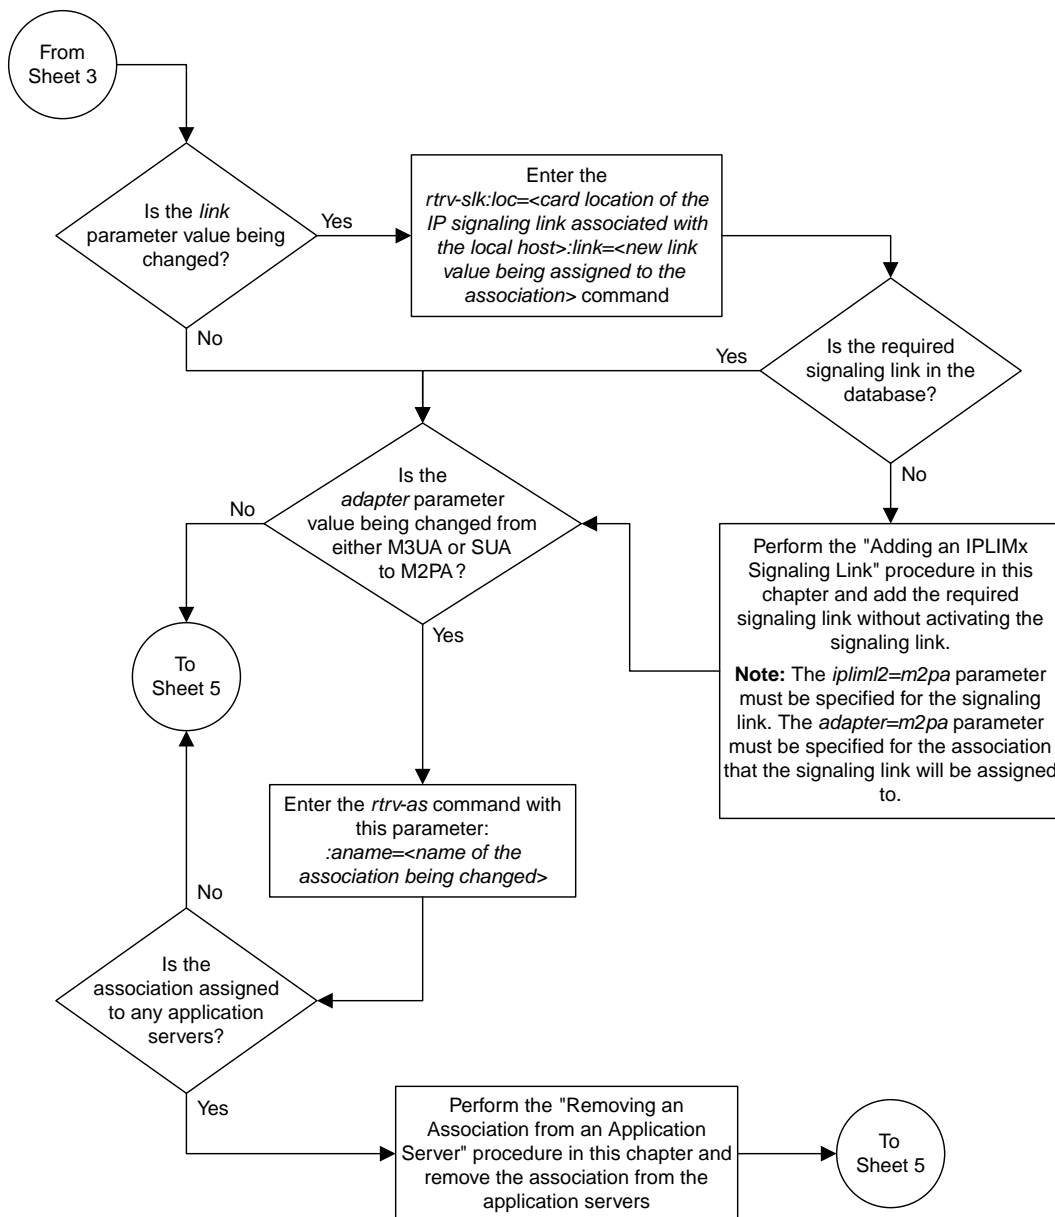 From
Sheet 3
Is the link
parameter value being
changed?
Yes
No
Enter the
rtrv-slk:loc=<card location of the
IP signaling link associated with
the local host>:link=<new link
value being assigned to the
association> command
Is the required
signaling link in the
database?
Yes
No
Perform the "Adding an IPLIMx
Signaling Link" procedure in this
chapter and add the required
signaling link without activating the
signaling link.
Note: The ipliml2=m2pa parameter
must be specified for the signaling
link. The adapter=m2pa parameter
must be specified for the association
that the signaling link will be assigned
to.
Is the
adapter parameter
value being changed from
either M3UA or SUA
to M2PA?
No
Yes
To
Sheet 5
Enter the rtrv-as command with
this parameter:
:aname=<name of the
association being changed>
No
Is the
association assigned
to any application
servers?
Yes
Perform the "Removing an
Association from an Application
Server" procedure in this chapter and
remove the association from the
application servers
To
Sheet 5